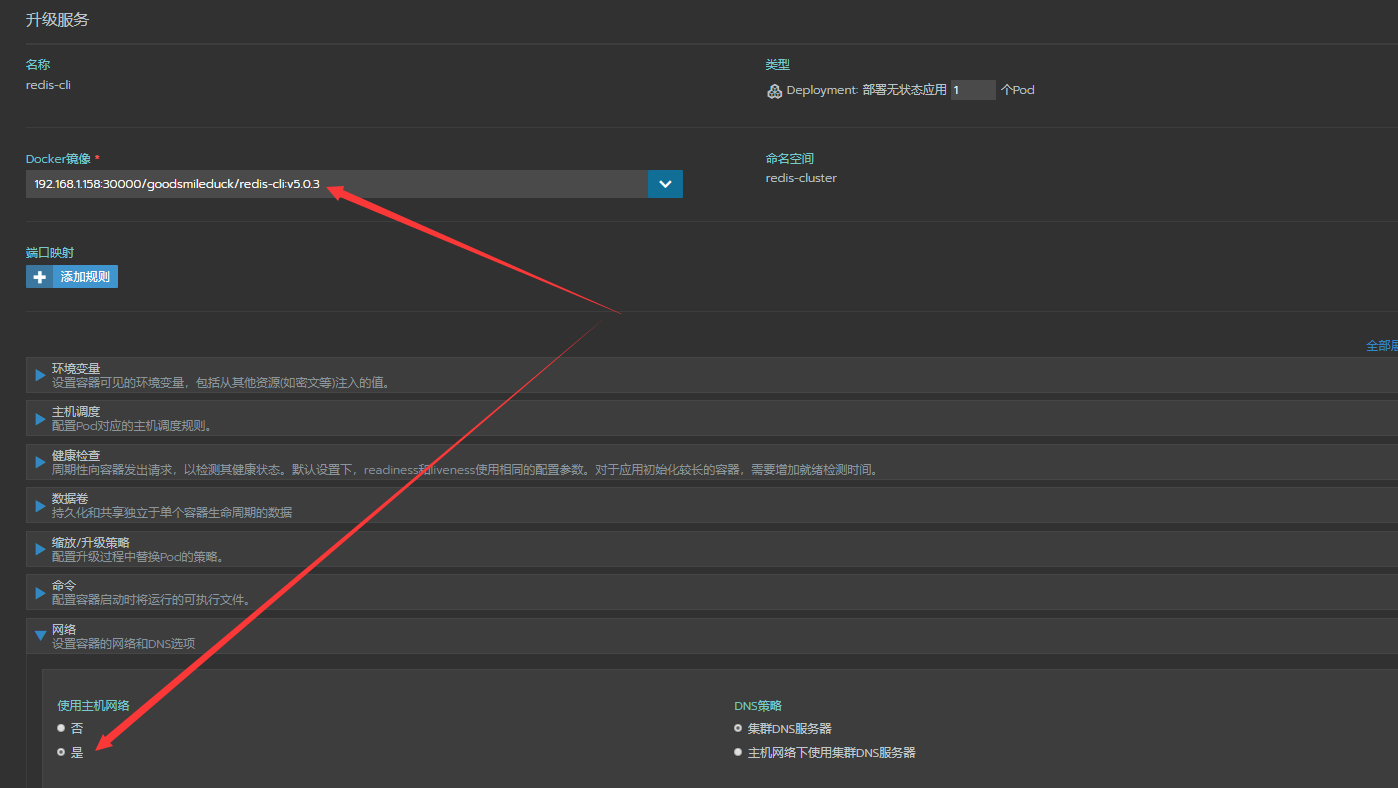 升级服务
名称
类型
redis-cli
Deployment: 部署无状态应用 1 个Pod
Docker镜像 *
命名空间
192.168.1.158:30000/goodsmileduck/redis-cli:v5.0.3
redis-cluster
端口映射
添加规则
全部
环境变量
设置容器可见的环境变量，包括从其他资源(如密文等)注入的值。
主机调度
配置Pod对应的主机调度规则。
健康检查
周期性向容器发出请求，以检测其健康状态。默认设置下，readiness和liveness使用相同的配置参数。对于应用初始化较长的容器，需要增加就绪检测时间。
数据卷
持久化和共享独立于单个容器生命周期的数据
缩放/升级策略
配置升级过程中替换Pod的策略。
命令
配置容器启动时将运行的可执行文件。
网络
设置容器的网络和DNS选项
使用主机网络
DNS策略
否
集群DNS服务器
是
主机网络下使用集群DNS服务器